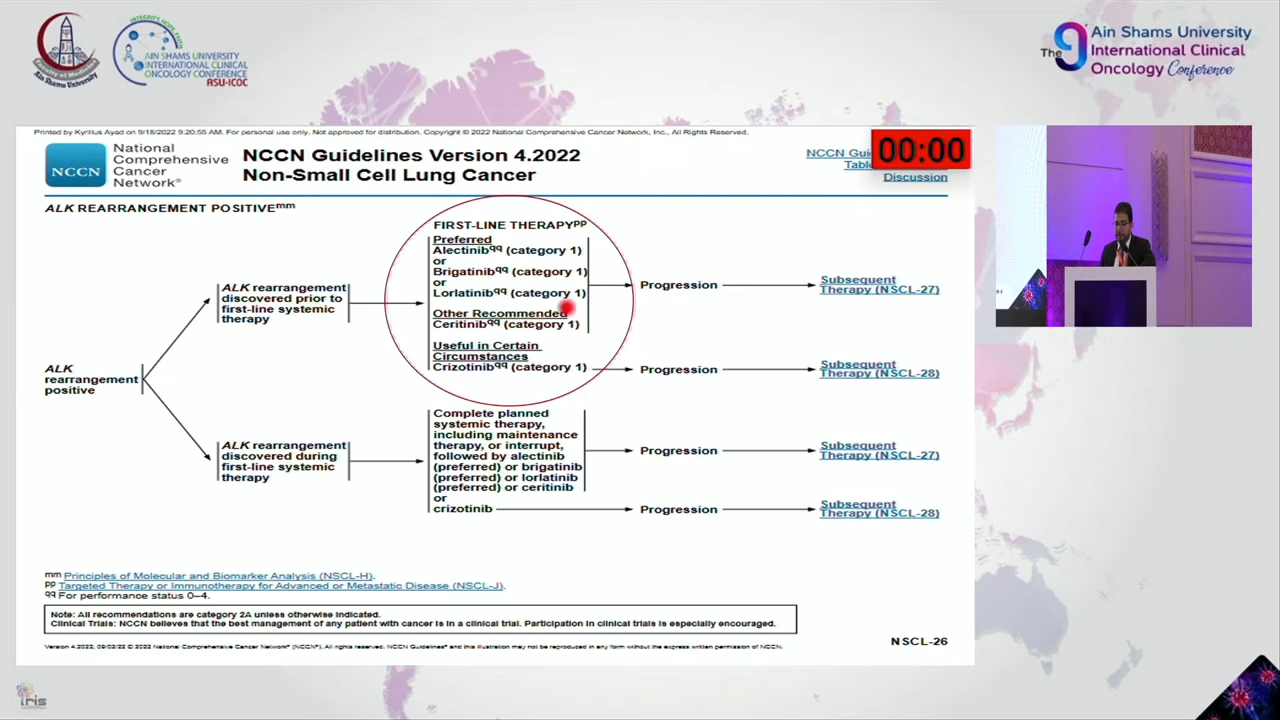 Faculty of Medicine
Ain Shams University
INTEGRITY HOPE FAITH
AIN SHAMS UNIVERSITY
INTERNATIONAL CLINICAL
ONCOLOGY CONFERENCE
ASU-ICOC
The 9
Ain Shams University
International Clinical
Oncology Conference
Printed by Kyrillus Ayad on 9/18/2022 9:20:55 AM. For personal use only. Not approved for distribution. Copyright © 2022 National Comprehensive Cancer Network, Inc., All Rights Reserved.
NCCN
National
Comprehensive
Cancer
Network®
NCCN Guidelines Version 4.2022
Non-Small Cell Lung Cancer
NCCN Gui
Table
Discussion
00:00
ALK REARRANGEMENT POSITIVEmm
FIRST-LINE THERAPYpp
Preferred
Alectinibqq (category 1)
or
Brigatinibqq (category 1)
or
Lorlatinibqq (category 1)
Other Recommended
Ceritinibqq (category 1)
Useful in Certain
Circumstances
Crizotinibqq (category 1)
ALK rearrangement
discovered prior to
first-line systemic
therapy
Progression
Subsequent
Therapy (NSCL-27)
Progression
Subsequent
Therapy (NSCL-28)
ALK
rearrangement
positive
ALK rearrangement
discovered during
first-line systemic
therapy
Complete planned
systemic therapy,
including maintenance
therapy, or interrupt,
followed by alectinib
(preferred) or brigatinib
(preferred) or lorlatinib
(preferred) or ceritinib
or
crizotinib
Progression
Subsequent
Therapy (NSCL-27)
Progression
Subsequent
Therapy (NSCL-28)
mm Principles of Molecular and Biomarker Analysis (NSCL-H).
pp Targeted Therapy or Immunotherapy for Advanced or Metastatic Disease (NSCL-J).
qq For performance status 0–4.
Note: All recommendations are category 2A unless otherwise indicated.
Clinical Trials: NCCN believes that the best management of any patient with cancer is in a clinical trial. Participation in clinical trials is especially encouraged.
NSCL-26
Version 4.2022, 09/02/22 © 2022 National Comprehensive Cancer Network® (NCCN®), All rights reserved. NCCN Guidelines® and this illustration may not be reproduced in any form without the express written permission of NCCN.
iris